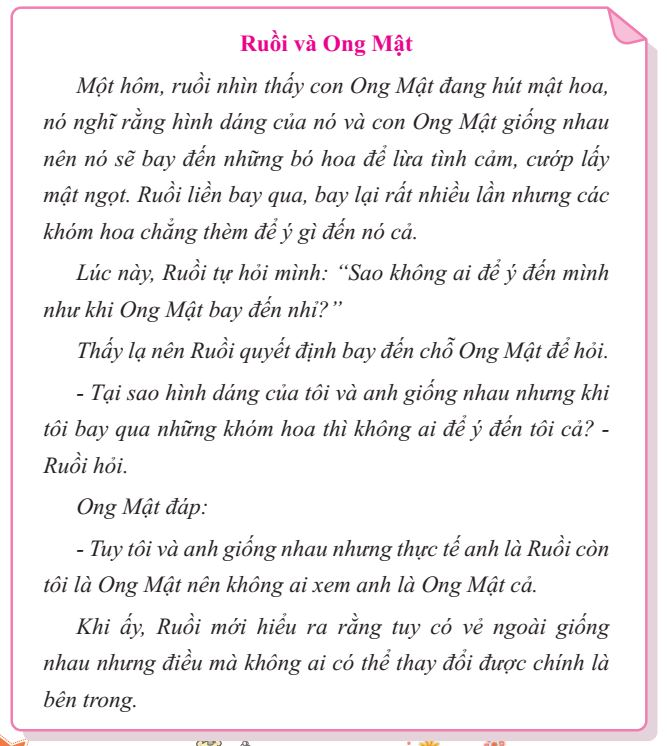 Ruồi và Ong Mật
Một hôm, ruồi nhìn thấy con Ong Mật đang hút mật hoa,
nó nghĩ rằng hình dáng của nó và con Ong Mật giống nhau
nên nó sẽ bay đến những bó hoa để lừa tình cảm, cướp lấy
mật ngọt. Ruồi liền bay qua, bay lại rất nhiều lần nhưng các
khóm hoa chẳng thèm để ý gì đến nó cả.
Lúc này, Ruồi tự hỏi mình: “Sao không ai để ý đến mình
như khi Ong Mật bay đến nhỉ?”
Thấy lạ nên Ruồi quyết định bay đến chỗ Ong Mật để hỏi.
- Tại sao hình dáng của tôi và anh giống nhau nhưng khi
tôi bay qua những khóm hoa thì không ai để ý đến tôi cả? -
Ruồi hỏi.
Ong Mật đáp:
- Tuy tôi và anh giống nhau nhưng thực tế anh là Ruồi còn
tôi là Ong Mật nên không ai xem anh là Ong Mật cả.
Khi ấy, Ruồi mới hiểu ra rằng tuy có vẻ ngoài giống
nhau nhưng điều mà không ai có thể thay đổi được chính là
bên trong.